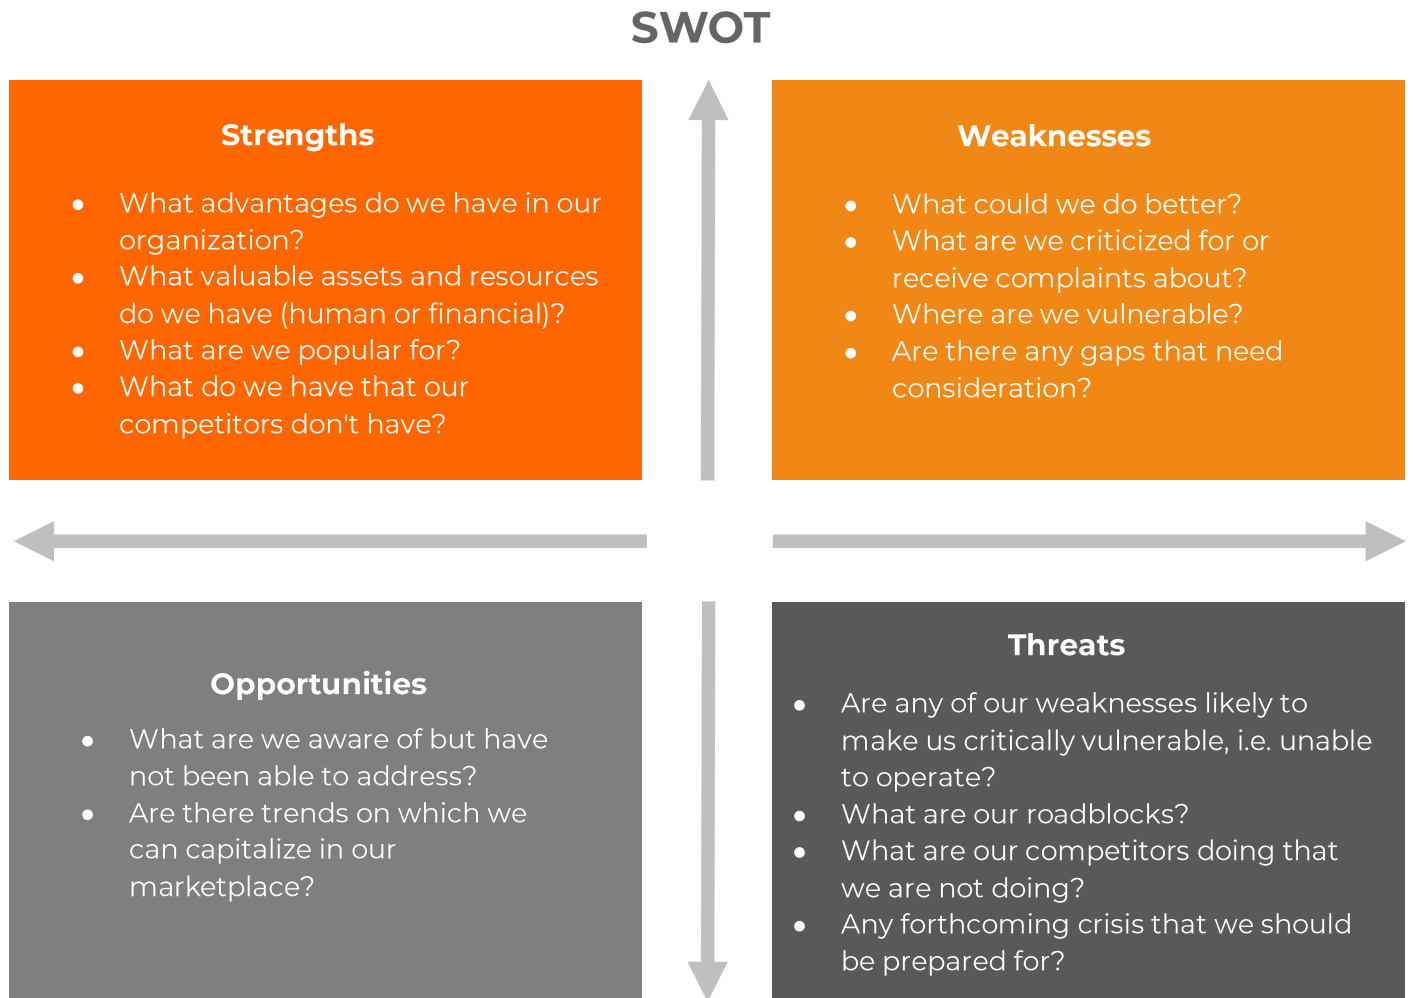 SWOT
Strengths
● What advantages do we have in our
organization?
● What valuable assets and resources
do we have (human or financial)?
● What are we popular for?
● What do we have that our
competitors don't have?
Weaknesses
● What could we do better?
● What are we criticized for or
receive complaints about?
● Where are we vulnerable?
● Are there any gaps that need
consideration?
Opportunities
● What are we aware of but have
not been able to address?
● Are there trends on which we
can capitalize in our
marketplace?
Threats
● Are any of our weaknesses likely to
make us critically vulnerable, i.e. unable
to operate?
● What are our roadblocks?
● What are our competitors doing that
we are not doing?
● Any forthcoming crisis that we should
be prepared for?